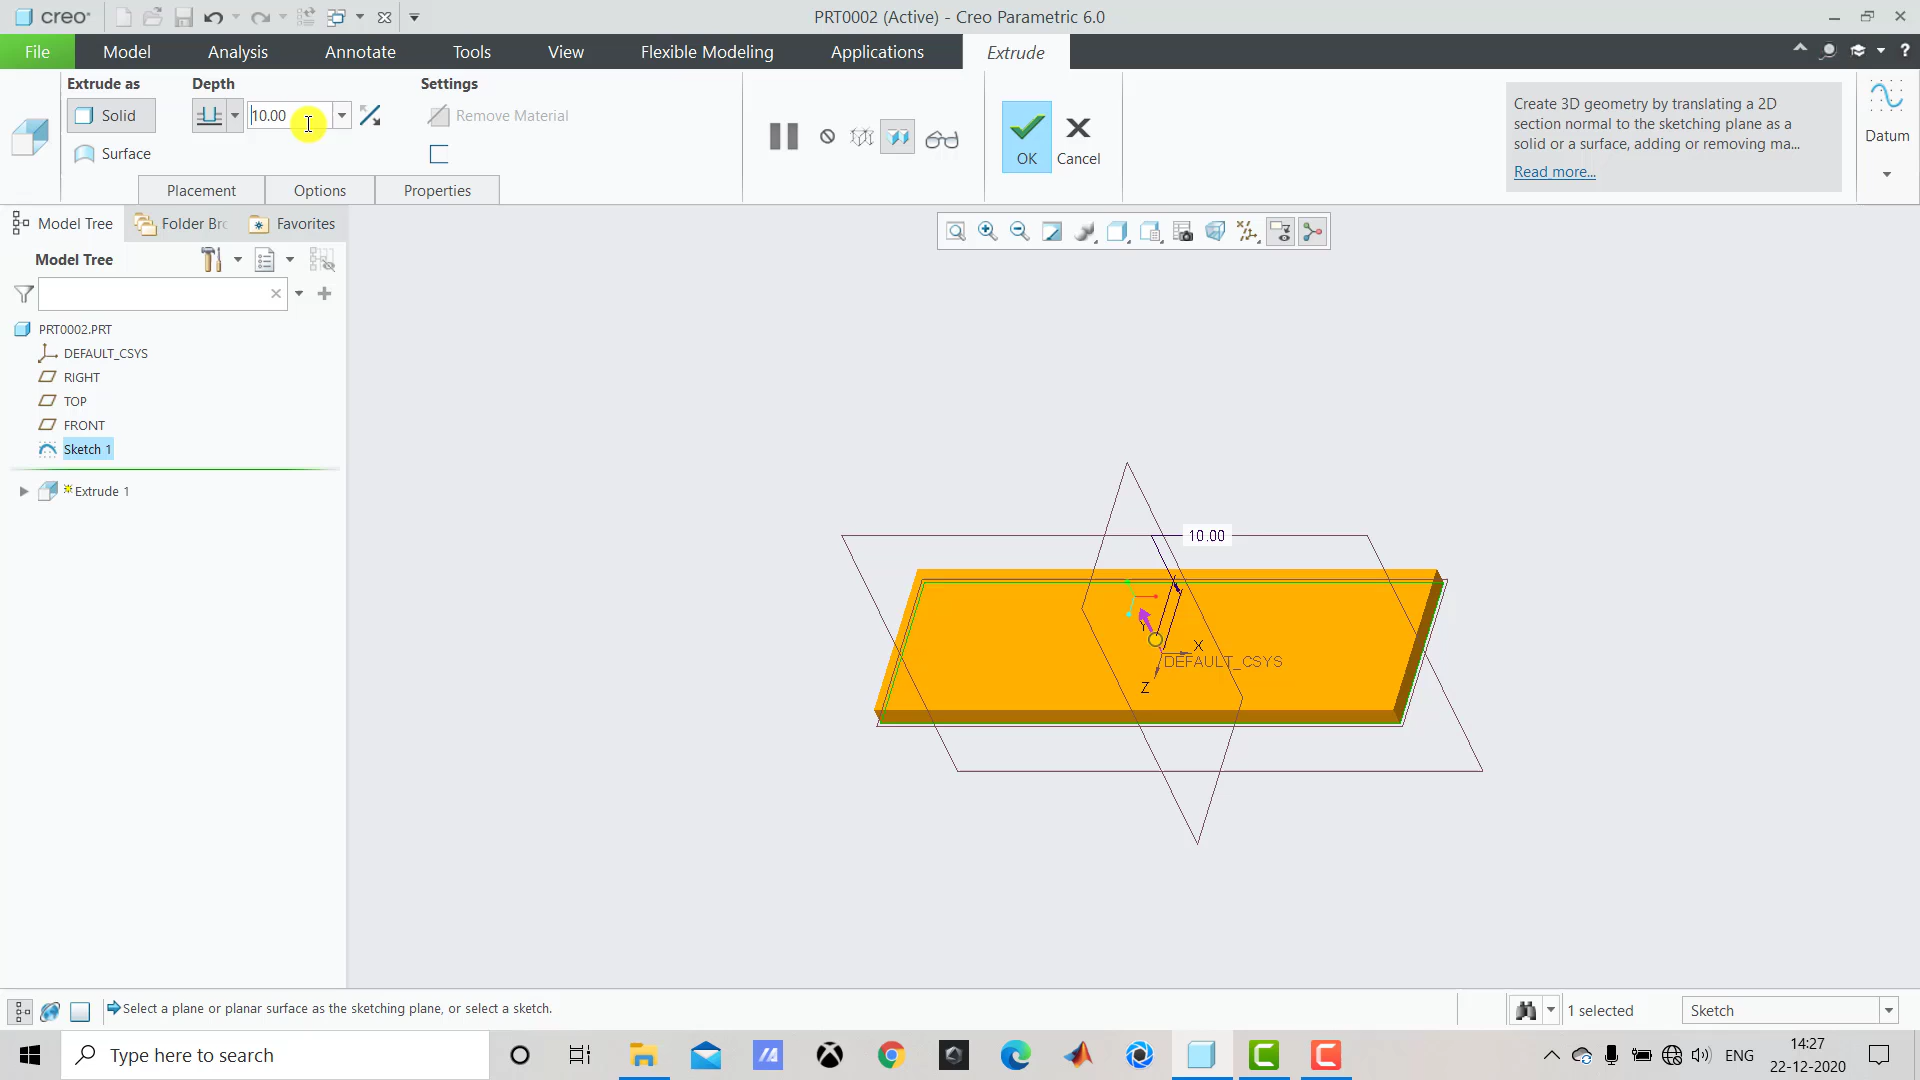 creo
PRT0002 (Active) - Creo Parametric 6.0
File Model Analysis Annotate Tools View Flexible Modeling Applications Extrude
Extrude as Depth Settings
Solid 10.00 Remove Material
Surface
OK Cancel
Placement Options Properties
Create 3D geometry by translating a 2D
section normal to the sketching plane as a
solid or a surface, adding or removing ma...
Read more...
Datum
Model Tree Folder Brc Favorites
Model Tree
PRT0002.PRT
DEFAULT_CSYS
RIGHT
TOP
FRONT
Sketch 1
Extrude 1
10.00
Y
X
DEFAULT_CSYS
Z
Select a plane or planar surface as the sketching plane, or select a sketch.
1 selected
Sketch
Type here to search
ENG
14:27
22-12-2020